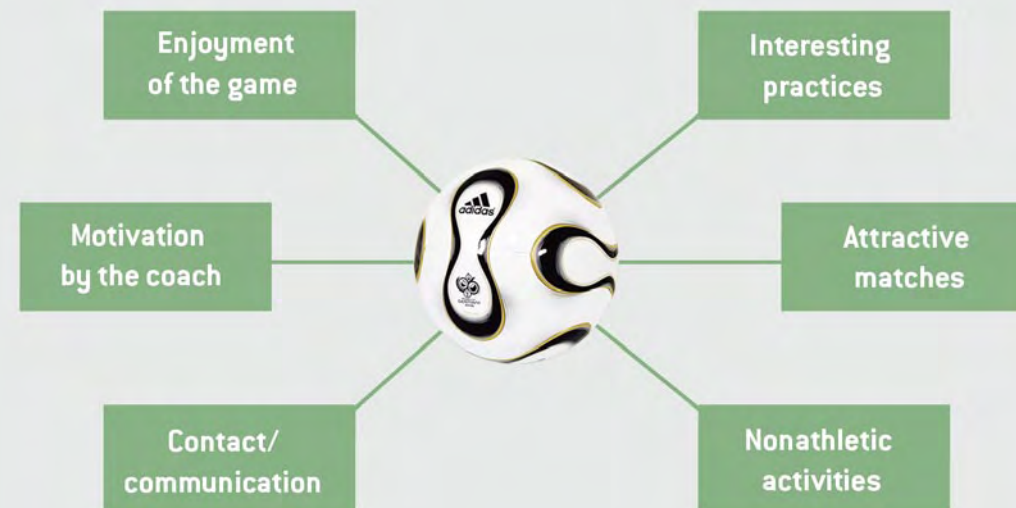 Enjoyment
of the game
Interesting
practices
adidas
Motivation
by the coach
Attractive
matches
Contact/
communication
Nonathletic
activities